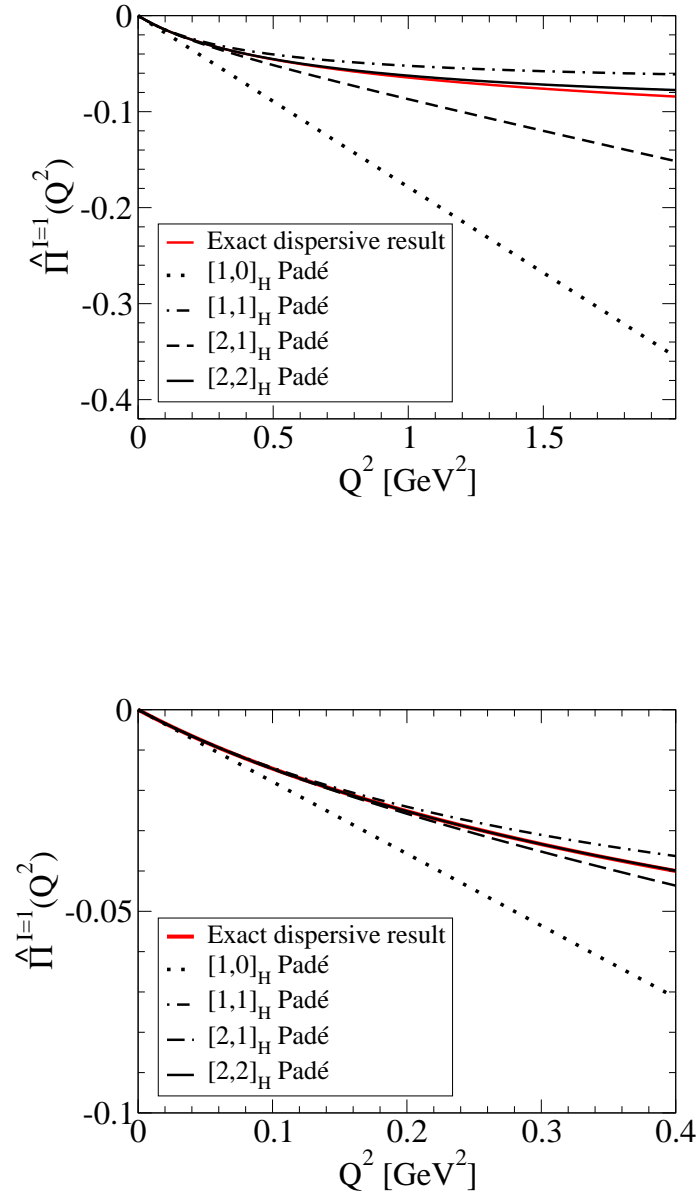 0
-0.1
-0.2
-0.3
-0.4
Π̂^{I=1}(Q²)
Exact dispersive result
[1,0]_H Padé
[1,1]_H Padé
[2,1]_H Padé
[2,2]_H Padé
0 0.5 1 1.5
Q² [GeV²]
0
-0.05
-0.1
Π̂^{I=1}(Q²)
Exact dispersive result
[1,0]_H Padé
[1,1]_H Padé
[2,1]_H Padé
[2,2]_H Padé
0 0.1 0.2 0.3 0.4
Q² [GeV²]